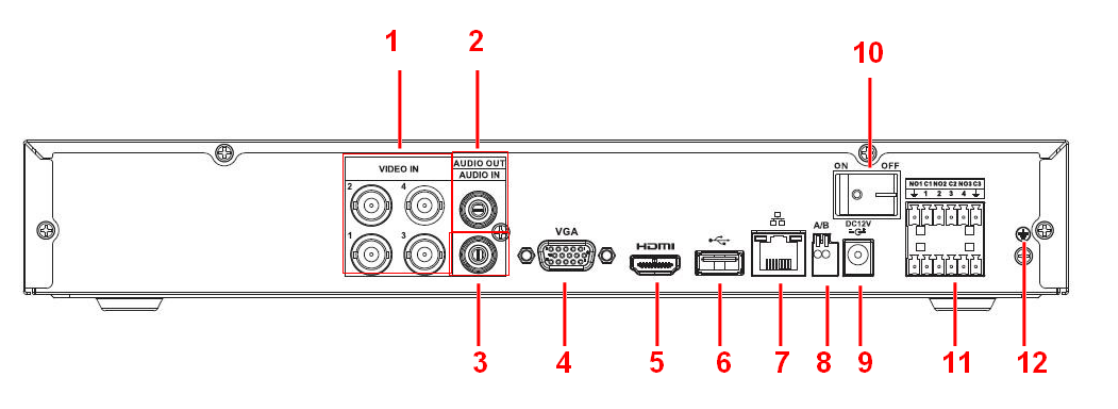 1 2
10
VIDEO IN
AUDIO OUT
AUDIO IN
2 4
1 3
VGA
HDMI
A/B
ON OFF
DC12V
NO1 C1 NO2 C2 NO3 C3
1 2 3 4
3 4 5 6 7 8 9 11 12